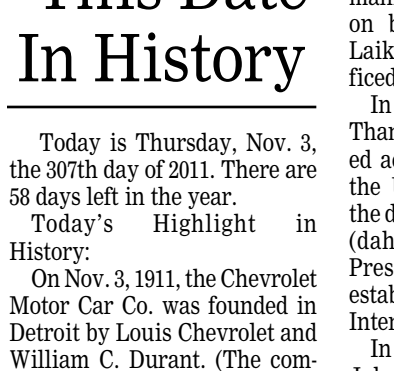 This Date
In History
Today is Thursday, Nov. 3,
the 307th day of 2011. There are
58 days left in the year.
Today's Highlight in
History:
On Nov. 3, 1911, the Chevrolet
Motor Car Co. was founded in
Detroit by Louis Chevrolet and
William C. Durant. (The com-
on b
Laik
ficed
In
Than
ed a
the
the d
(dah
Pres
estab
Inter
In